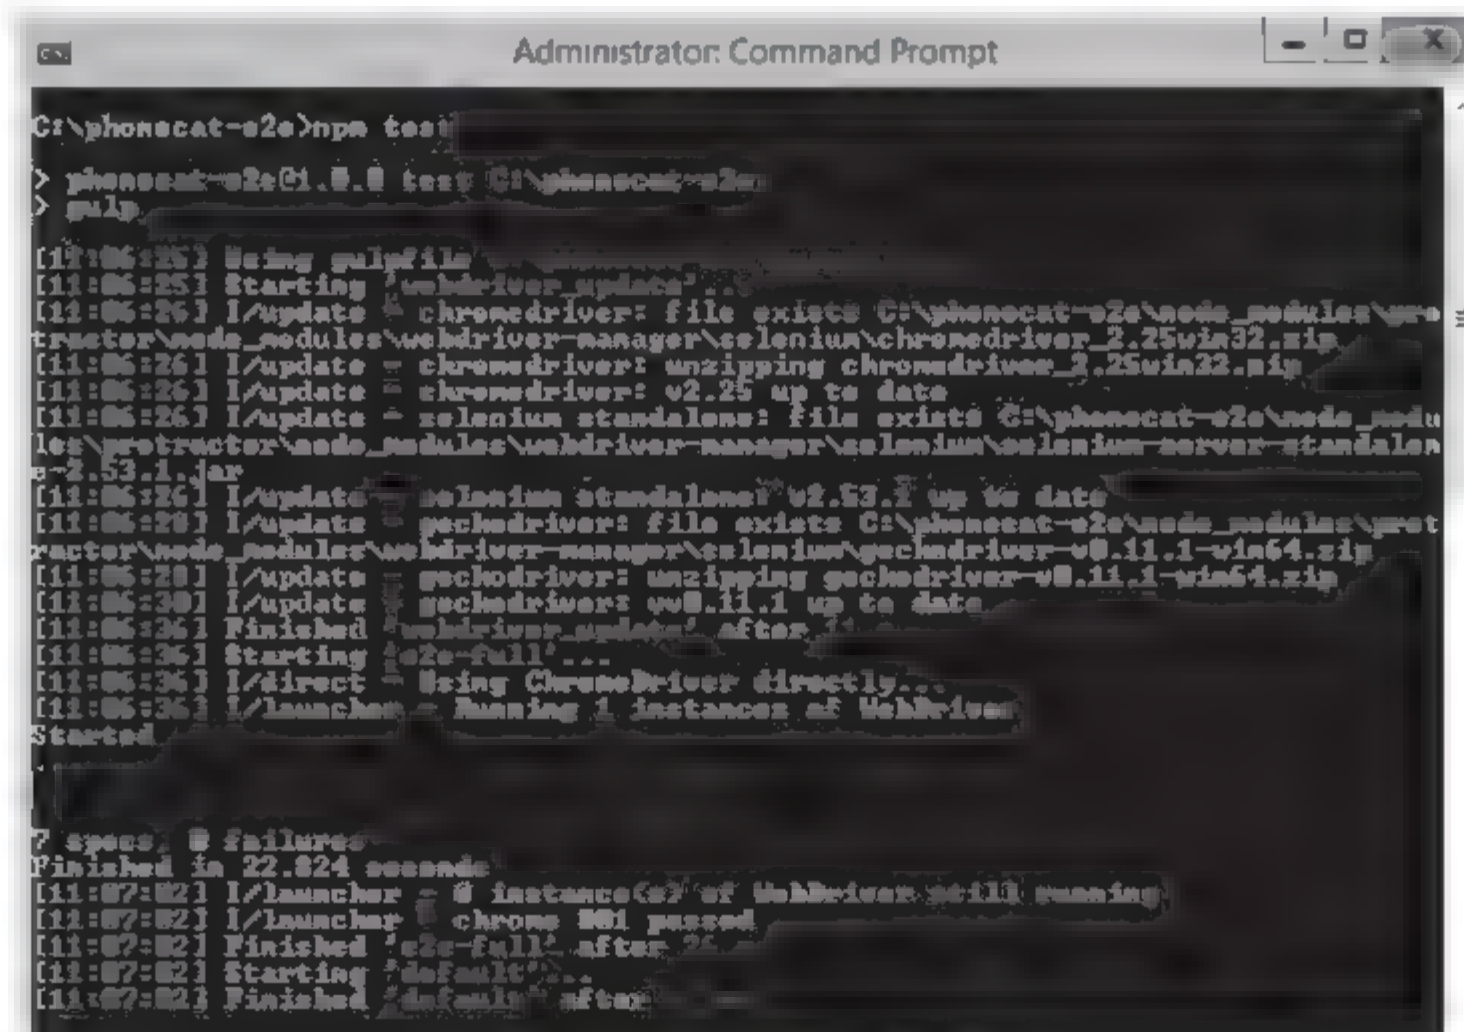 Administrator: Command Prompt
C:\phonecat-e2e>npm test
> phonecat-e2e@1.0.0 test C:\phonecat-e2e
> gulp
[11:06:25] Using gulpfile
[11:06:25] Starting 'webdriver_update'
[11:06:26] I/update - chromedriver: file exists C:\phonecat-e2e\node_modules\pro
tractor\node_modules\webdriver-manager\selenium\chromedriver_2.25win32.zip
[11:06:26] I/update - chromedriver: unzipping chromedriver_2.25win32.zip
[11:06:26] I/update - chromedriver: v2.25 up to date
[11:06:26] I/update - selenium standalone: file exists C:\phonecat-e2e\node_modu
les\protractor\node_modules\webdriver-manager\selenium\selenium-server-standalon
e-2.53.1.jar
[11:06:26] I/update selenium standalone: v2.53.1 up to date
I/update geckodriver: file exists C:\phonecat-e2e\node_modules\prot
ractor\node_modules\webdriver-manager\selenium\geckodriver-v0.11.1-win64.zip
I/update geckodriver: unzipping geckodriver-v0.11.1-win64.zip
I/update geckodriver: vv0.11.1 up to date
[11:06:36] Finished 'webdriver_update' after
[11:06:36] Starting 'e2e-full'...
[11:06:36] I/direct - Using ChromeDriver directly...
[11:06:36] I/launcher - Running 1 instances of WebDriver
Started
7 specs, 0 failures
Finished in 22.824 seconds
[11:07:02] I/launcher - 0 instance(s) of WebDriver still running
[11:07:02] I/launcher - chrome #01 passed
[11:07:02] Finished 'e2e-full' after
[11:07:02] Starting 'default'...
[11:07:02] Finished 'default' after